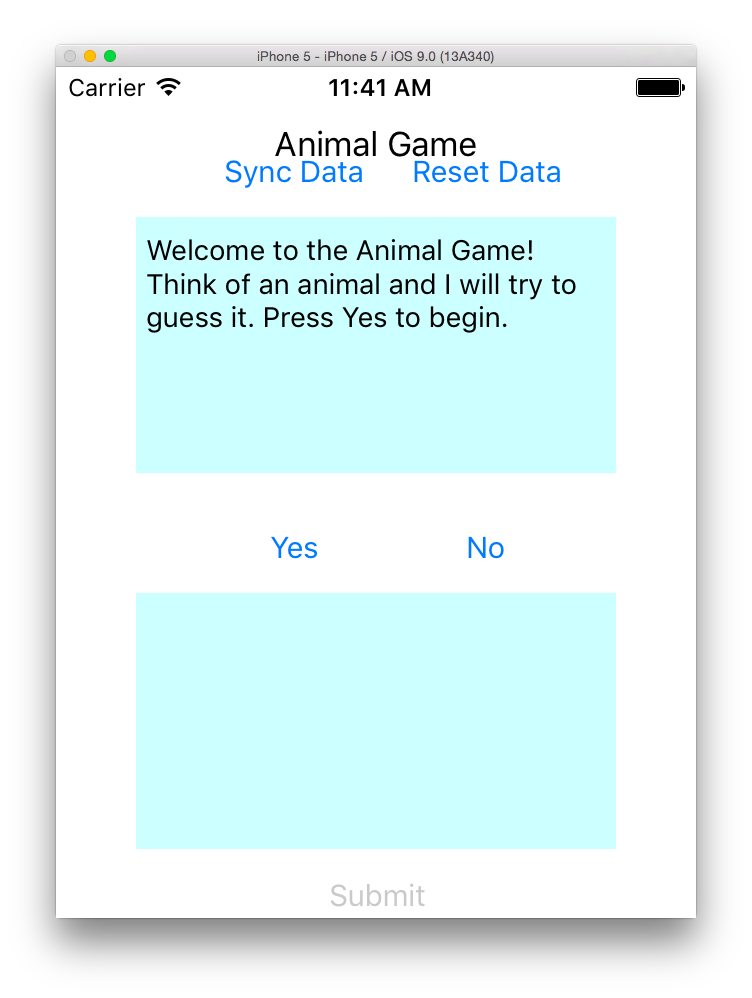 iPhone 5 - iPhone 5 / iOS 9.0 (13A340)
Carrier 11:41 AM
Animal Game
Sync Data Reset Data
Welcome to the Animal Game!
Think of an animal and I will try to
guess it. Press Yes to begin.
Yes No
Submit